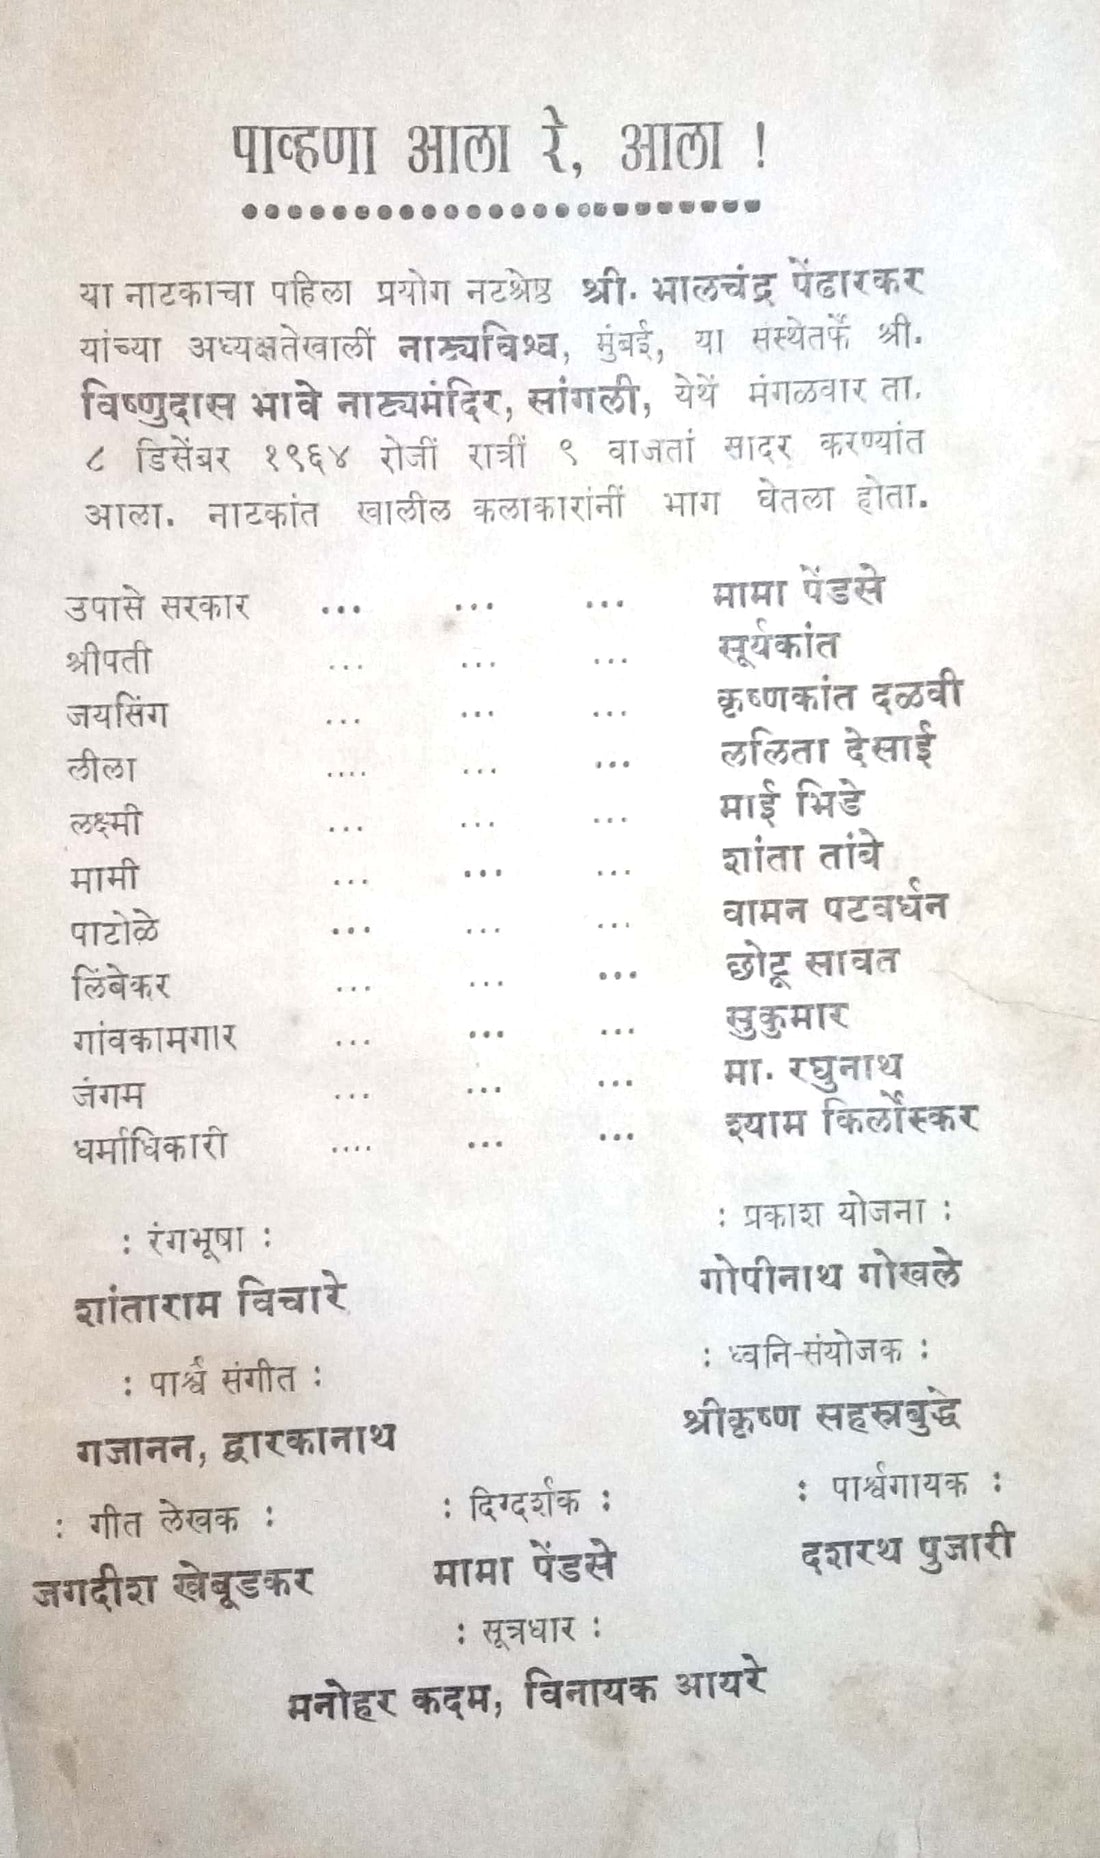 पाव्हणा आला रे, आला !
या नाटकाचा पहिला प्रयोग नटश्रेष्ठ श्री. भालचंद्र पेंढारकर
यांच्या अध्यक्षतेखालीं नाट्यविश्व, मुंबई, या संस्थेतर्फे श्री.
विष्णुदास भावे नाट्यमंदिर, सांगली, येथें मंगळवार ता.
८ डिसेंबर १९६४ रोजीं रात्रीं ९ वाजतां सादर करण्यांत
आला. नाटकांत खालील कलाकारांनीं भाग घेतला होता.
उपासे सरकार ... ... ... मामा पेंडसे
श्रीपती ... ... ... सूर्यकांत
जयसिंग ... ... ... कृष्णकांत दळवी
लीला .... ... ... ललिता देसाई
लक्ष्मी ... ... ... माई भिडे
मामी ... ... ... शांता तांबे
पाटोळे ... ... ... वामन पटवर्धन
लिंबेकर ... ... ... छोटू सावत
गांवकामगार ... ... ... सुकुमार
जंगम ... ... ... मा. रघुनाथ
धर्माधिकारी .... ... ... श्याम किर्लोस्कर
: रंगभूषा : : प्रकाश योजना :
शांताराम विचारे गोपीनाथ गोखले
: पार्श्व संगीत : : ध्वनि-संयोजक :
गजानन, द्वारकानाथ श्रीकृष्ण सहस्रबुद्धे
: गीत लेखक : : दिग्दर्शक : : पार्श्वगायक :
जगदीश खेबूडकर मामा पेंडसे दशरथ पुजारी
: सूत्रधार :
मनोहर कदम, विनायक आयरे